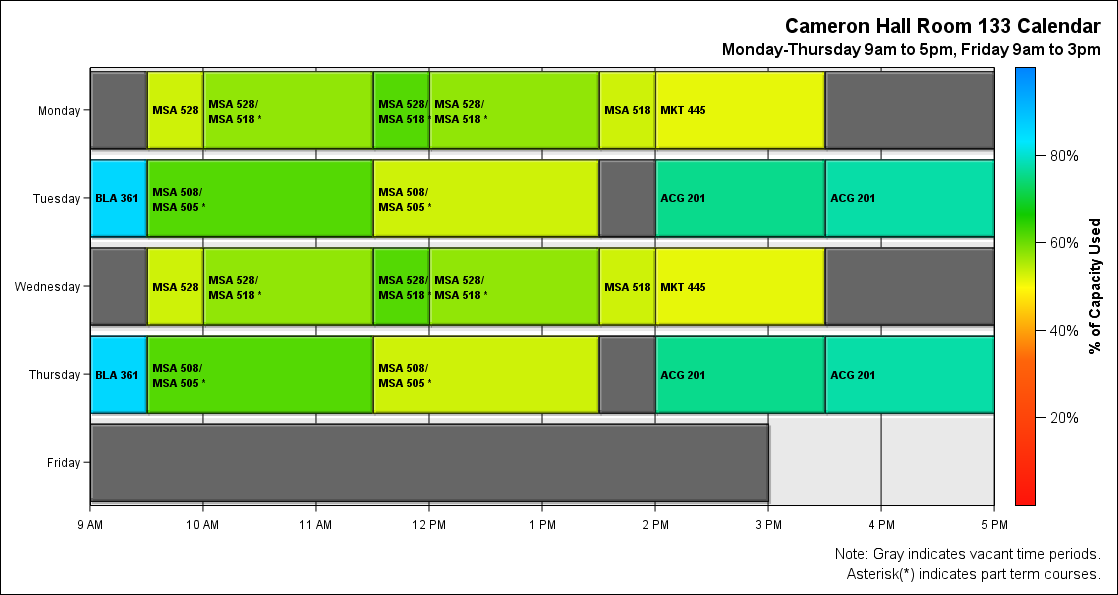 Cameron Hall Room 133 Calendar
Monday-Thursday 9am to 5pm, Friday 9am to 3pm
Monday
MSA 528
MSA 528/
MSA 518 *
MSA 528/
MSA 518 *
MSA 528/
MSA 518 *
MSA 518
MKT 445
Tuesday
BLA 361
MSA 508/
MSA 505 *
MSA 508/
MSA 505 *
ACG 201
ACG 201
Wednesday
MSA 528
MSA 528/
MSA 518 *
MSA 528/
MSA 518 *
MSA 528/
MSA 518 *
MSA 518
MKT 445
Thursday
BLA 361
MSA 508/
MSA 505 *
MSA 508/
MSA 505 *
ACG 201
ACG 201
Friday
9 AM
10 AM
11 AM
12 PM
1 PM
2 PM
3 PM
4 PM
5 PM
80%
60%
40%
20%
% of Capacity Used
Note: Gray indicates vacant time periods.
Asterisk(*) indicates part term courses.